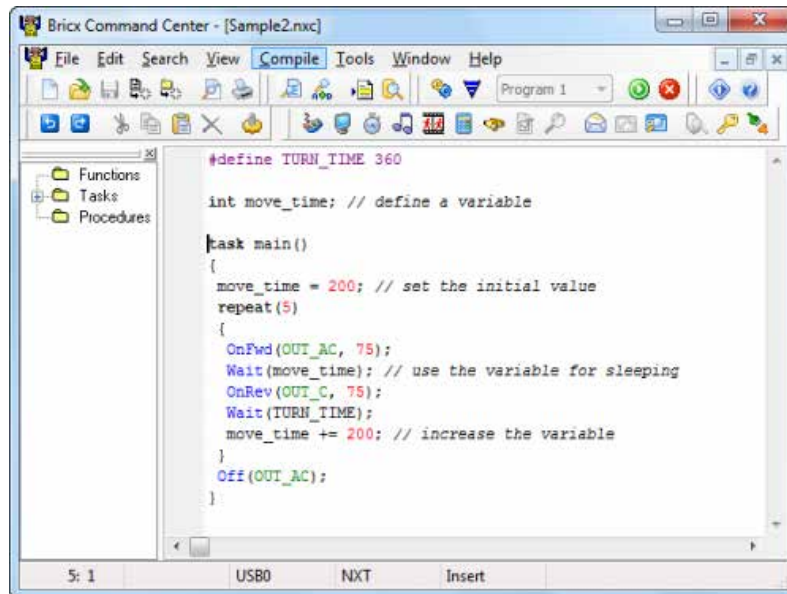 Bricx Command Center - [Sample2.nxc]
File Edit Search View Compile Tools Window Help
Program 1
Functions
Tasks
Procedures
#define TURN_TIME 360
int move_time; // define a variable
task main()
{
move_time = 200; // set the initial value
repeat(5)
{
OnFwd(OUT_AC, 75);
Wait(move_time); // use the variable for sleeping
OnRev(OUT_C, 75);
Wait(TURN_TIME);
move_time += 200; // increase the variable
}
Off(OUT_AC);
}
5: 1 USB0 NXT Insert